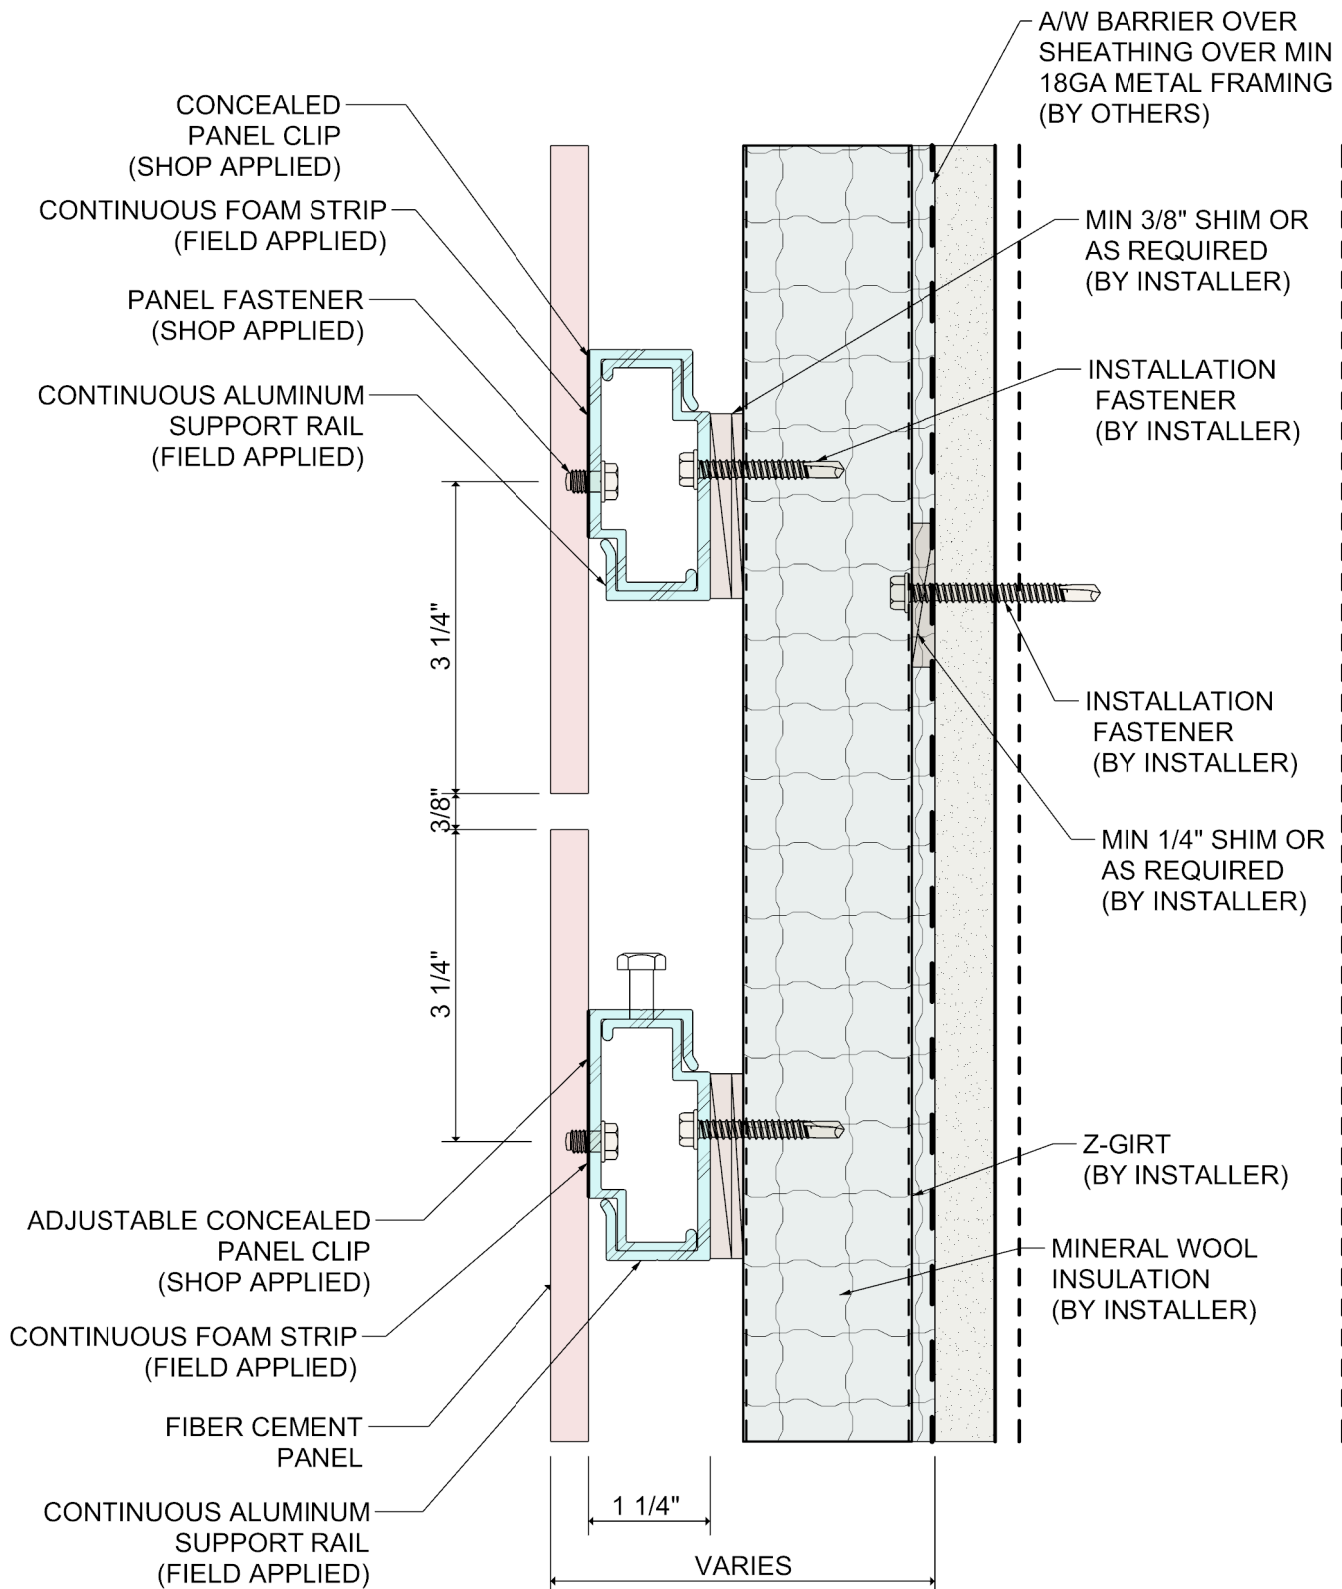 A/W BARRIER OVER
SHEATHING OVER MIN
18GA METAL FRAMING
(BY OTHERS)
CONCEALED
PANEL CLIP
(SHOP APPLIED)
CONTINUOUS FOAM STRIP
(FIELD APPLIED)
MIN 3/8" SHIM OR
AS REQUIRED
(BY INSTALLER)
PANEL FASTENER
(SHOP APPLIED)
INSTALLATION
FASTENER
(BY INSTALLER)
CONTINUOUS ALUMINUM
SUPPORT RAIL
(FIELD APPLIED)
3 1/4"
INSTALLATION
FASTENER
(BY INSTALLER)
3/8"
MIN 1/4" SHIM OR
AS REQUIRED
(BY INSTALLER)
3 1/4"
Z-GIRT
(BY INSTALLER)
ADJUSTABLE CONCEALED
PANEL CLIP
(SHOP APPLIED)
MINERAL WOOL
INSULATION
(BY INSTALLER)
CONTINUOUS FOAM STRIP
(FIELD APPLIED)
FIBER CEMENT
PANEL
CONTINUOUS ALUMINUM
SUPPORT RAIL
(FIELD APPLIED)
1 1/4"
VARIES